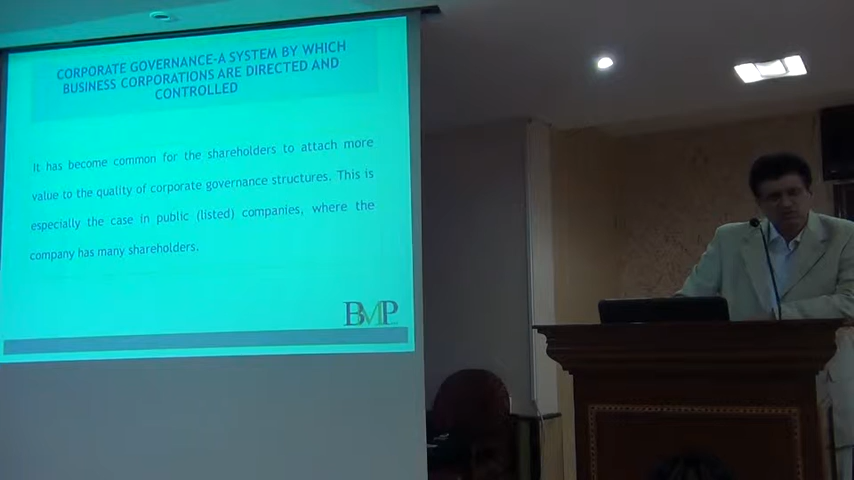 CORPORATE GOVERNANCE-A SYSTEM BY WHICH
BUSINESS CORPORATIONS ARE DIRECTED AND
CONTROLLED
It has become common for the shareholders to attach more
value to the quality of corporate governance structures. This is
especially the case in public (listed) companies, where the
company has many shareholders.
BMP